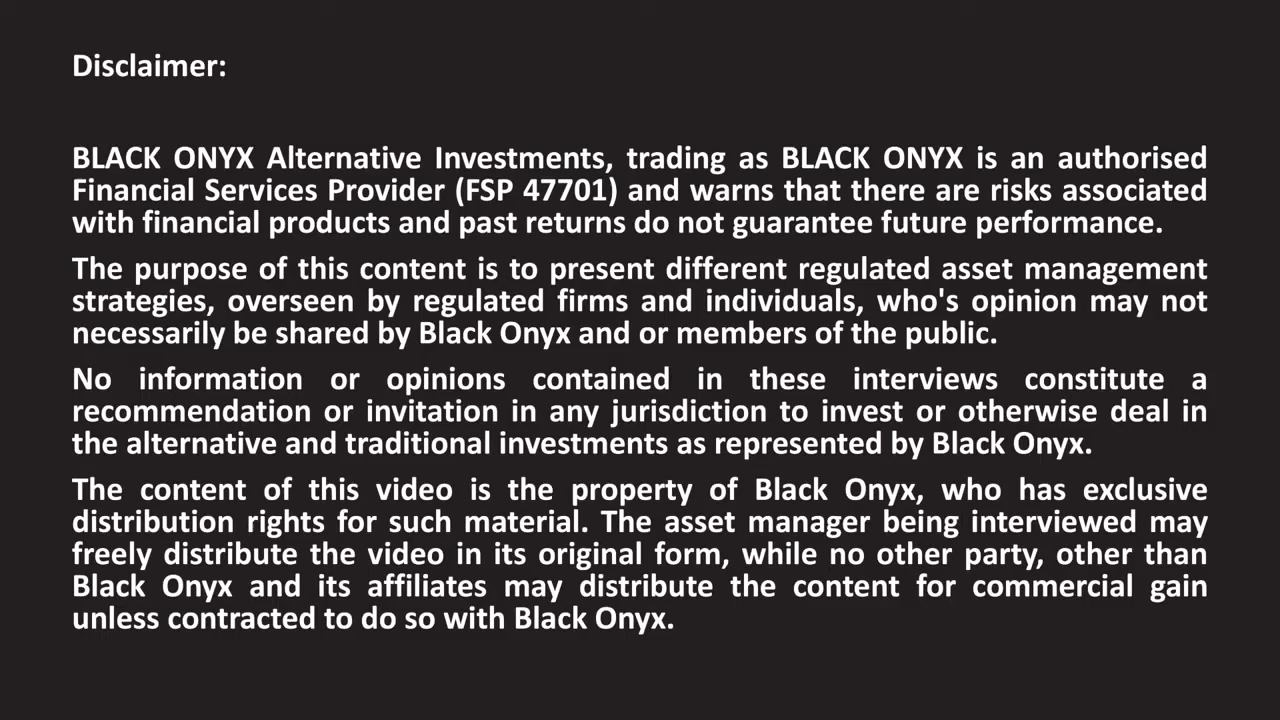 Disclaimer:
BLACK ONYX Alternative Investments, trading as BLACK ONYX is an authorised
Financial Services Provider (FSP 47701) and warns that there are risks associated
with financial products and past returns do not guarantee future performance.
The purpose of this content is to present different regulated asset management
strategies, overseen by regulated firms and individuals, who's opinion may not
necessarily be shared by Black Onyx and or members of the public.
No information or opinions contained in these interviews constitute a
recommendation or invitation in any jurisdiction to invest or otherwise deal in
the alternative and traditional investments as represented by Black Onyx.
The content of this video is the property of Black Onyx, who has exclusive
distribution rights for such material. The asset manager being interviewed may
freely distribute the video in its original form, while no other party, other than
Black Onyx and its affiliates may distribute the content for commercial gain
unless contracted to do so with Black Onyx.